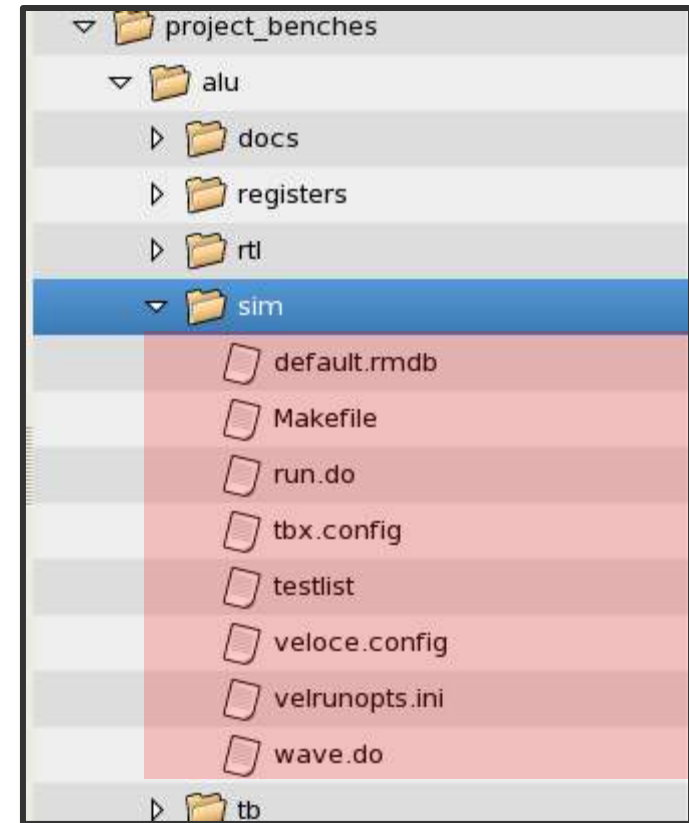 project_benches
alu
docs
registers
rtl
sim
default.rmdb
Makefile
run.do
tbx.config
testlist
veloce.config
velrunopts.ini
wave.do
tb